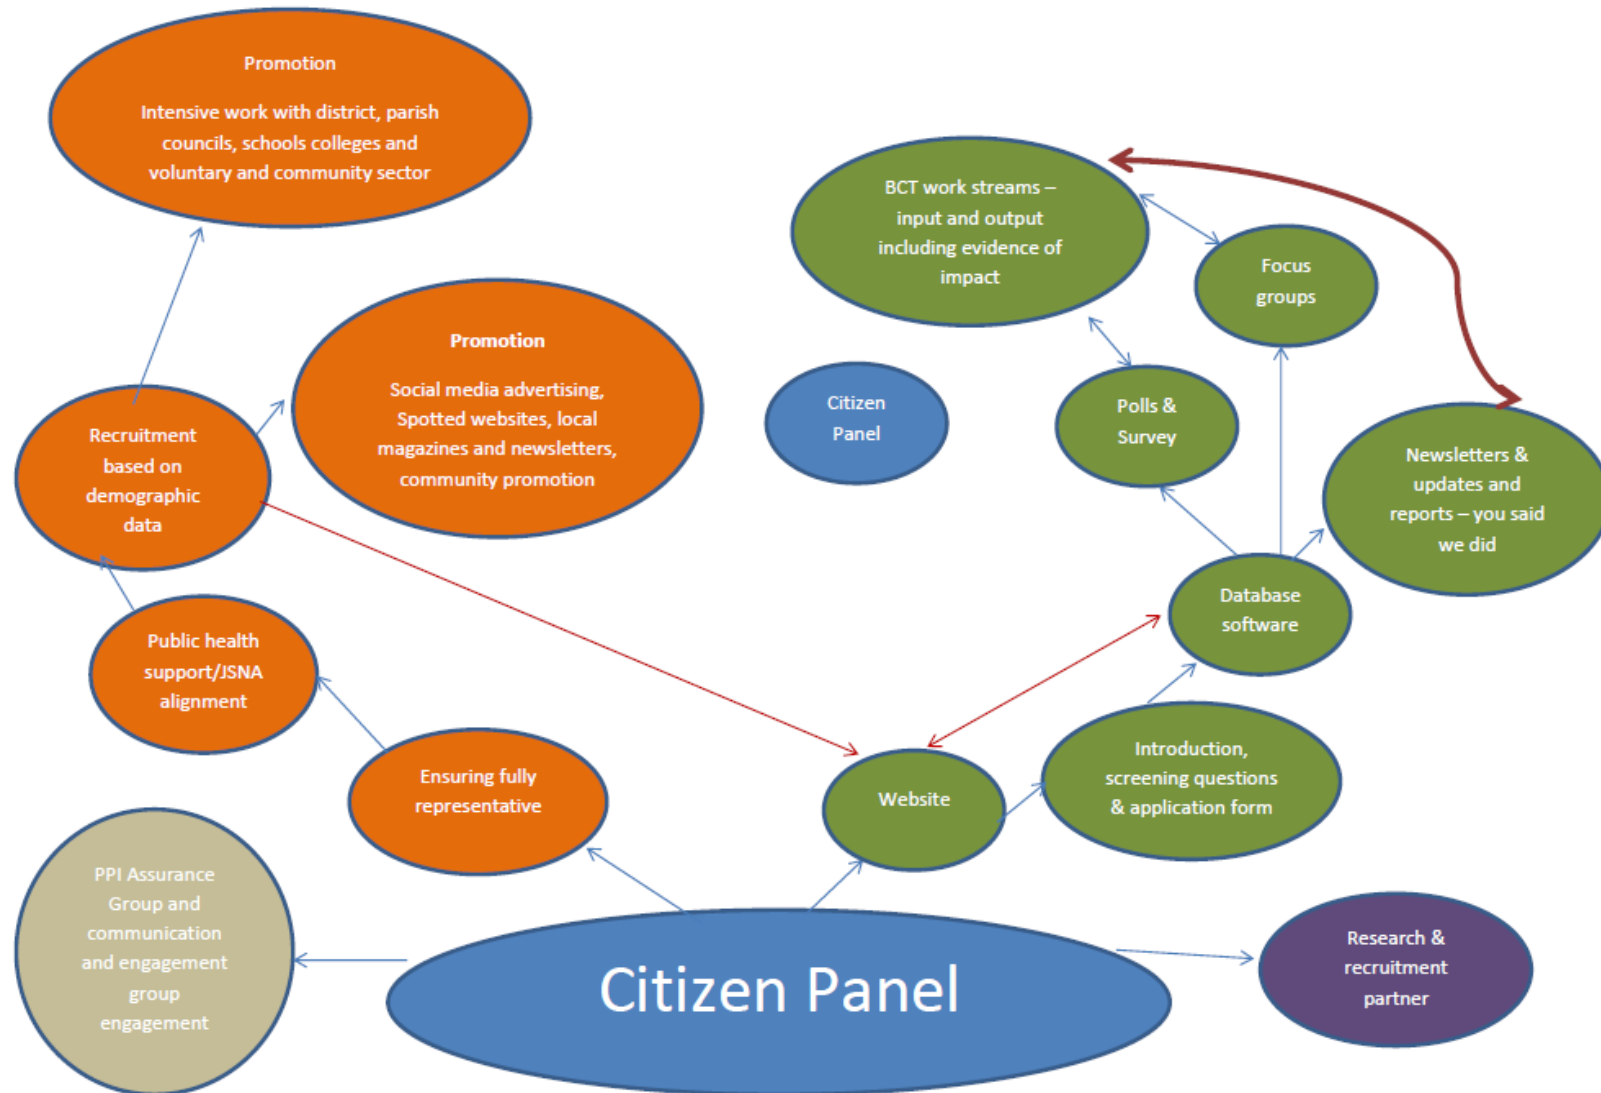 Promotion
Intensive work with district, parish
councils, schools colleges and
voluntary and community sector
BCT work streams –
input and output
including evidence of
impact
Focus
groups
Promotion
Social media advertising,
Spotted websites, local
magazines and newsletters,
community promotion
Citizen
Panel
Polls &
Survey
Recruitment
based on
demographic
data
Newsletters &
updates and
reports – you said
we did
Database
software
Public health
support/JSNA
alignment
Ensuring fully
representative
Website
Introduction,
screening questions
& application form
PPI Assurance
Group and
communication
and engagement
group
engagement
Citizen Panel
Research &
recruitment
partner